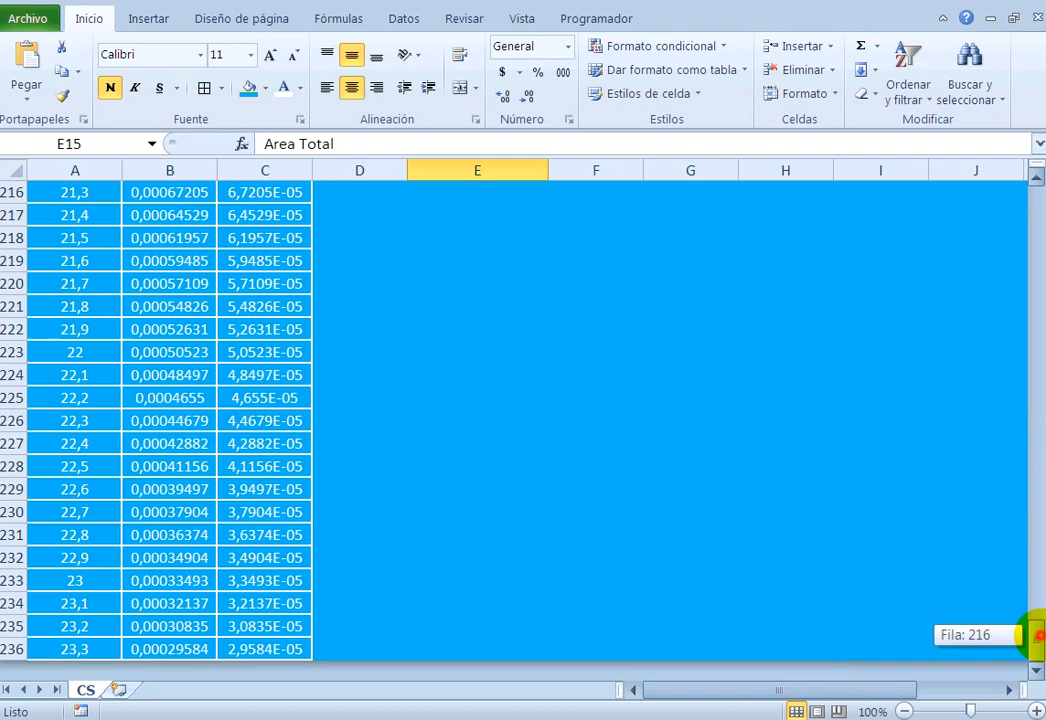 Archivo Inicio Insertar Diseño de página Fórmulas Datos Revisar Vista Programador
Pegar
Portapapeles
Calibri 11
N K S
Fuente
Alineación
General
$ % 000
Número
Formato condicional
Dar formato como tabla
Estilos de celda
Estilos
Insertar
Eliminar
Formato
Celdas
Σ
Ordenar y filtrar
Buscar y seleccionar
Modificar
E15 fx Area Total
A B C D E F G H I J
216 21,3 0,00067205 6,7205E-05
217 21,4 0,00064529 6,4529E-05
218 21,5 0,00061957 6,1957E-05
219 21,6 0,00059485 5,9485E-05
220 21,7 0,00057109 5,7109E-05
221 21,8 0,00054826 5,4826E-05
222 21,9 0,00052631 5,2631E-05
223 22 0,00050523 5,0523E-05
224 22,1 0,00048497 4,8497E-05
225 22,2 0,0004655 4,655E-05
226 22,3 0,00044679 4,4679E-05
227 22,4 0,00042882 4,2882E-05
228 22,5 0,00041156 4,1156E-05
229 22,6 0,00039497 3,9497E-05
230 22,7 0,00037904 3,7904E-05
231 22,8 0,00036374 3,6374E-05
232 22,9 0,00034904 3,4904E-05
233 23 0,00033493 3,3493E-05
234 23,1 0,00032137 3,2137E-05
235 23,2 0,00030835 3,0835E-05
236 23,3 0,00029584 2,9584E-05
Fila: 216
CS
Listo 100%